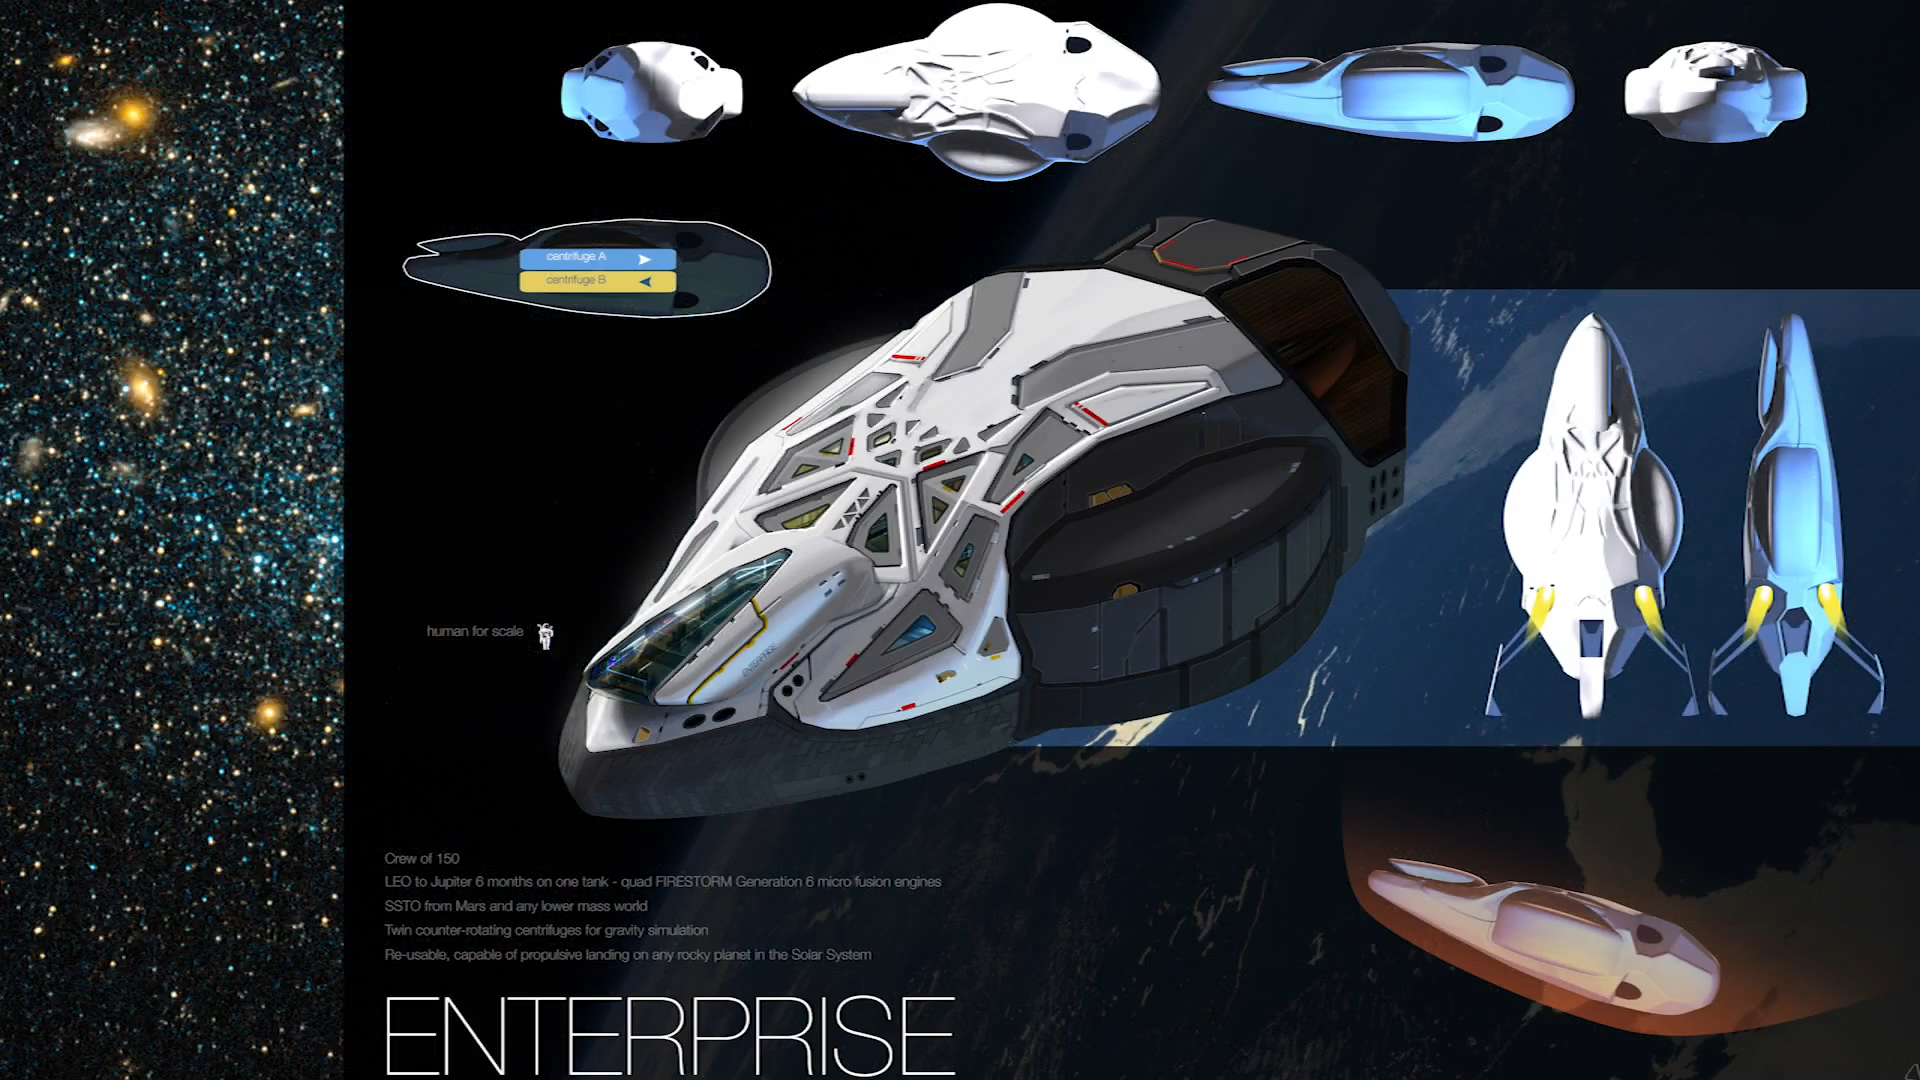 centrifuge A
centrifuge B
human for scale
ENTERPRISE
Crew of 150
LEO to Jupiter 6 months on one tank - quad FIRESTORM Generation 6 micro fusion engines
SSTO from Mars and any lower mass world
Twin counter-rotating centrifuges for gravity simulation
Re-usable, capable of propulsive landing on any rocky planet in the Solar System
ENTERPRISE